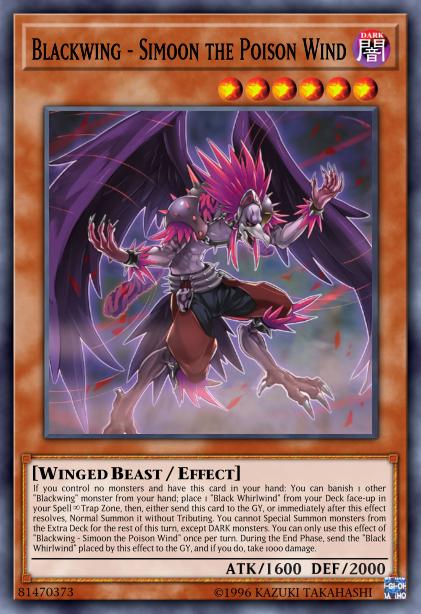 Blackwing - Simoon the Poison Wind
DARK
闇
[Winged Beast / Effect]
If you control no monsters and have this card in your hand: You can banish 1 other
"Blackwing" monster from your hand; place 1 "Black Whirlwind" from your Deck face-up in
your Spell & Trap Zone, then, either send this card to the GY, or immediately after this effect
resolves, Normal Summon it without Tributing. You cannot Special Summon monsters from
the Extra Deck for the rest of this turn, except DARK monsters. You can only use this effect of
"Blackwing - Simoon the Poison Wind" once per turn. During the End Phase, send the "Black
Whirlwind" placed by this effect to the GY, and if you do, take 1000 damage.
ATK/1600 DEF/2000
81470373
©1996 KAZUKI TAKAHASHI